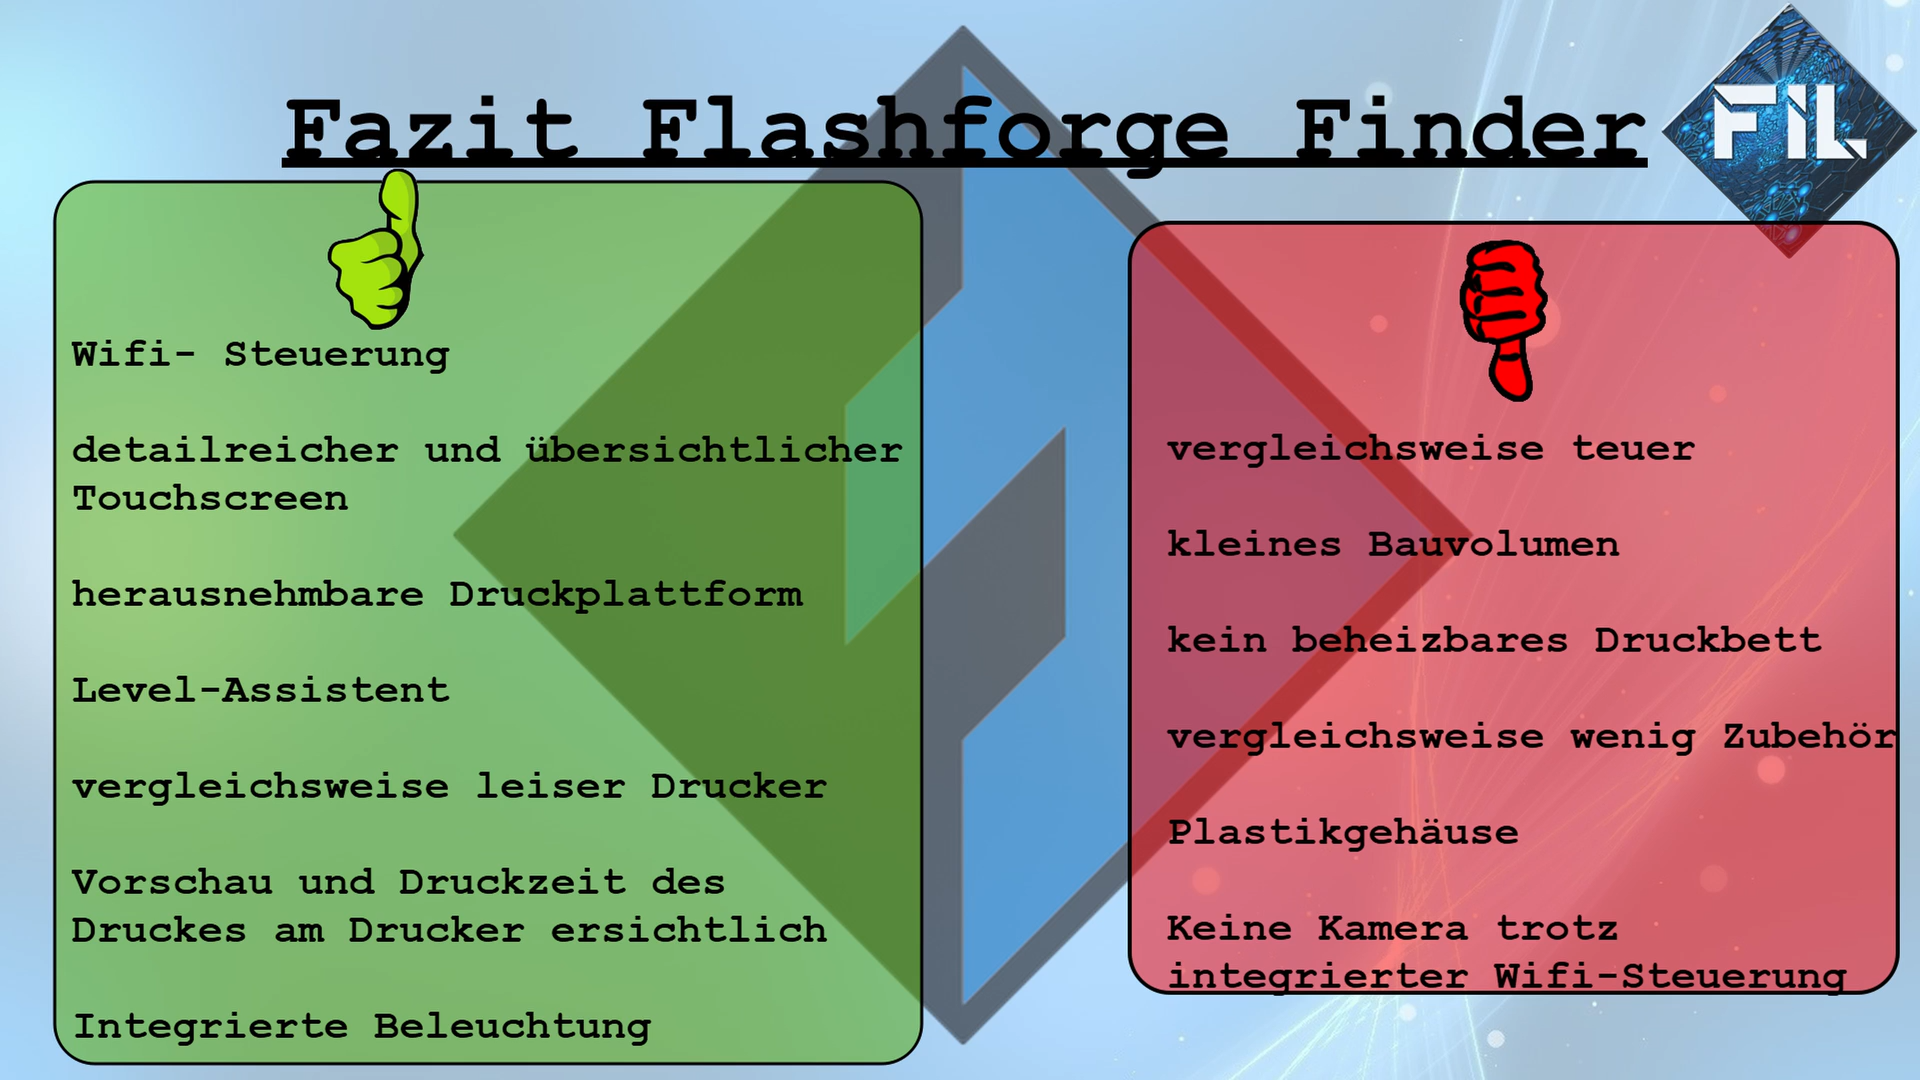 Fazit Flashforge Finder
FIL
Wifi- Steuerung
detailreicher und übersichtlicher
Touchscreen
herausnehmbare Druckplattform
Level-Assistent
vergleichsweise leiser Drucker
Vorschau und Druckzeit des
Druckes am Drucker ersichtlich
Integrierte Beleuchtung
vergleichsweise teuer
kleines Bauvolumen
kein beheizbares Druckbett
vergleichsweise wenig Zubehör
Plastikgehäuse
Keine Kamera trotz
integrierter Wifi-Steuerung